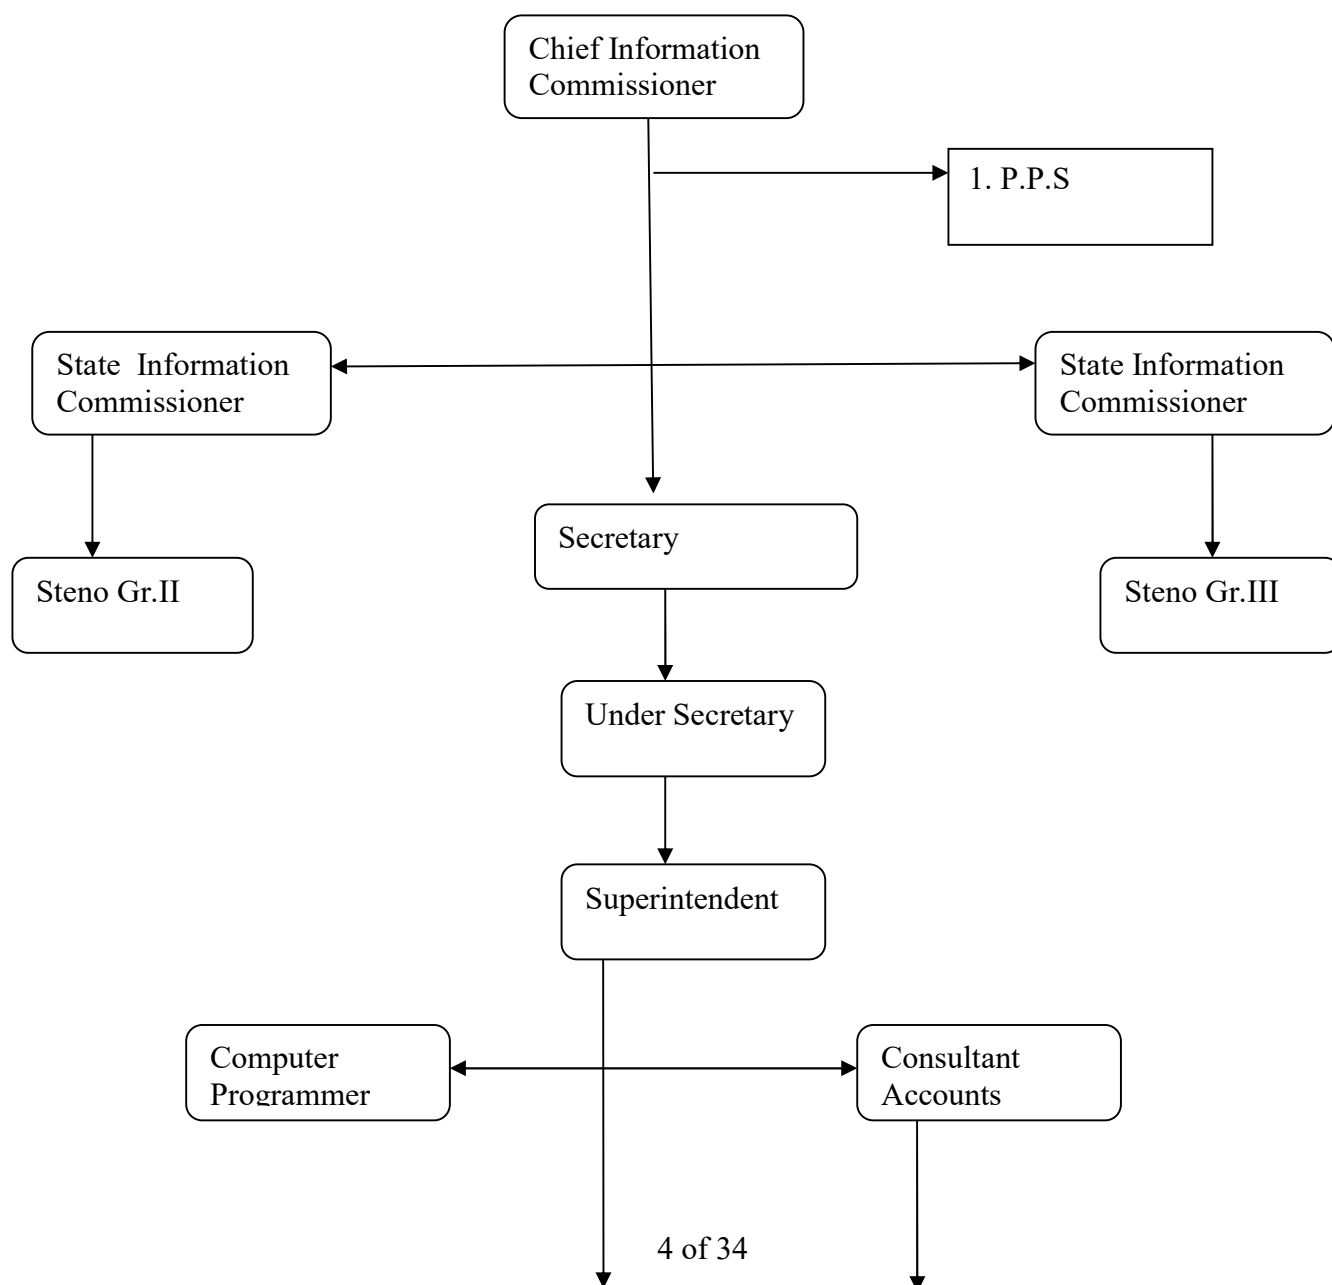 Chief Information
Commissioner
1. P.P.S
State  Information
Commissioner
State Information
Commissioner
Secretary
Steno Gr.II
Steno Gr.III
Under Secretary
Superintendent
Computer
Programmer
Consultant
Accounts
4 of 34